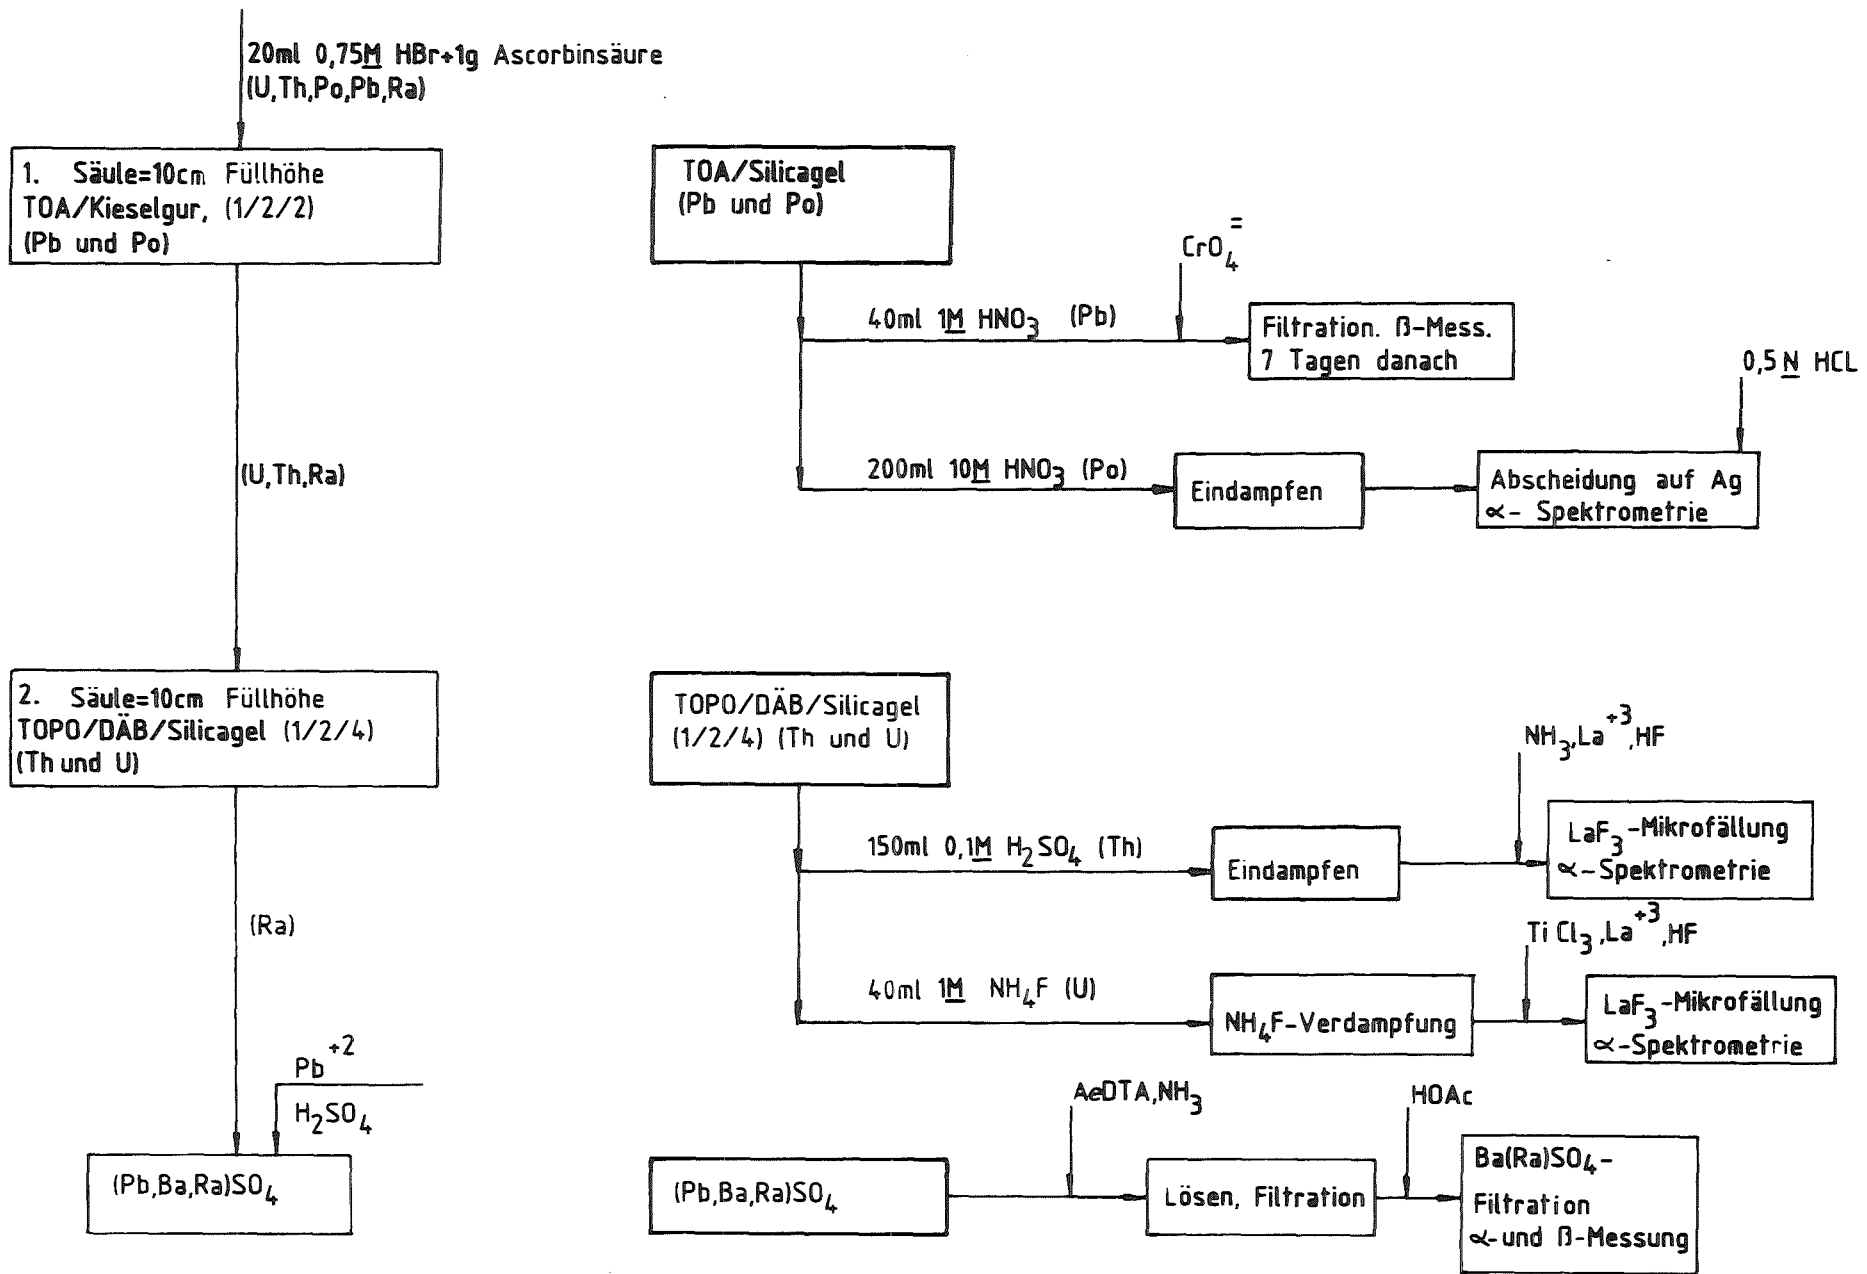 20ml 0,75M HBr+1g Ascorbinsäure
(U,Th,Po,Pb,Ra)
1. Säule=10cm Füllhöhe
TOA/Kieselgur, (1/2/2)
(Pb und Po)
(U,Th,Ra)
2. Säule=10cm Füllhöhe
TOPO/DÄB/Silicagel (1/2/4)
(Th und U)
(Ra)
Pb+2
H2SO4
(Pb,Ba,Ra)SO4
TOA/Silicagel
(Pb und Po)
40ml 1M HNO3 (Pb)
CrO4=
Filtration. ß-Mess.
7 Tagen danach
200ml 10M HNO3 (Po)
Eindampfen
0,5 N HCL
Abscheidung auf Ag
α- Spektrometrie
TOPO/DÄB/Silicagel
(1/2/4) (Th und U)
150ml 0,1M H2SO4 (Th)
Eindampfen
NH3,La+3,HF
LaF3-Mikrofällung
α-Spektrometrie
40ml 1M NH4F (U)
NH4F-Verdampfung
Ti Cl3,La+3,HF
LaF3-Mikrofällung
α-Spektrometrie
(Pb,Ba,Ra)SO4
AeDTA,NH3
Lösen, Filtration
HOAc
Ba(Ra)SO4-
Filtration
α-und ß-Messung